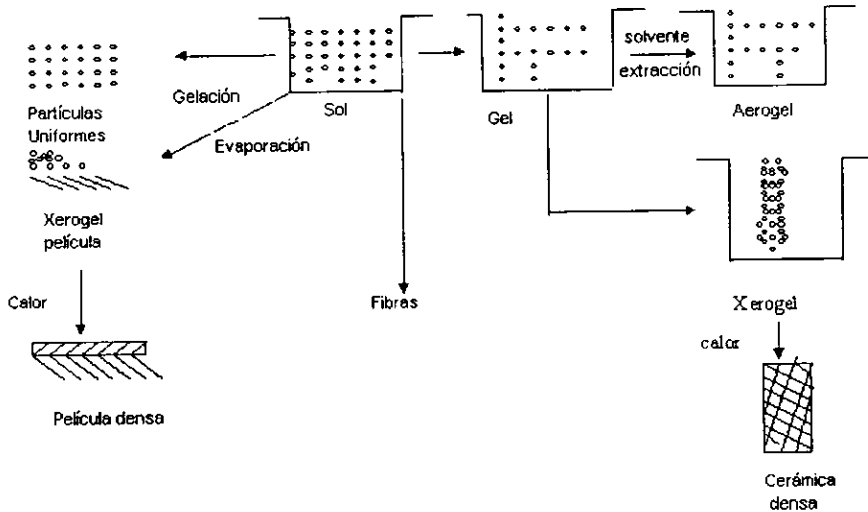 solvente
extracción
Gelación
Sol
Gel
Aerogel
Partículas
Uniformes
Evaporación
Xerogel
película
Calor
Fibras
Xerogel
calor
Película densa
Cerámica
densa